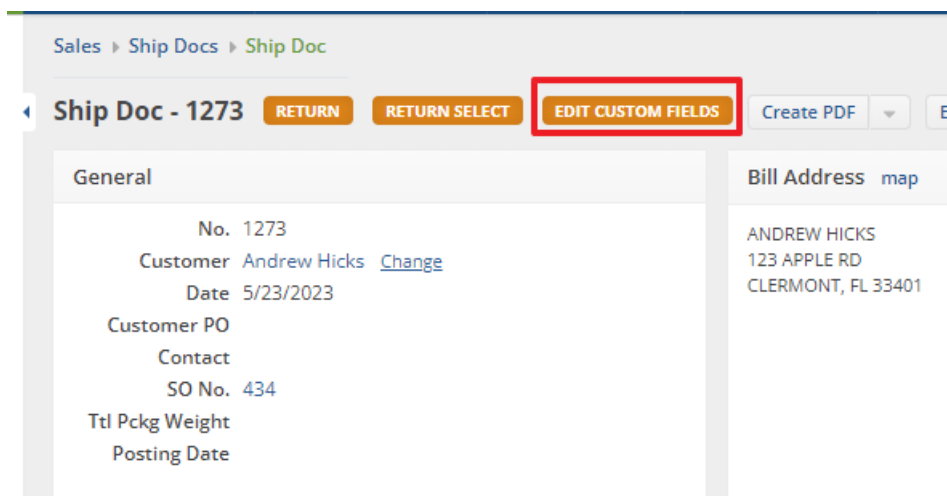 Sales Ship Docs Ship Doc
Ship Doc - 1273 RETURN RETURN SELECT EDIT CUSTOM FIELDS Create PDF
General
No. 1273
Customer Andrew Hicks Change
Date 5/23/2023
Customer PO
Contact
SO No. 434
Ttl Pckg Weight
Posting Date
Bill Address map
ANDREW HICKS
123 APPLE RD
CLERMONT, FL 33401